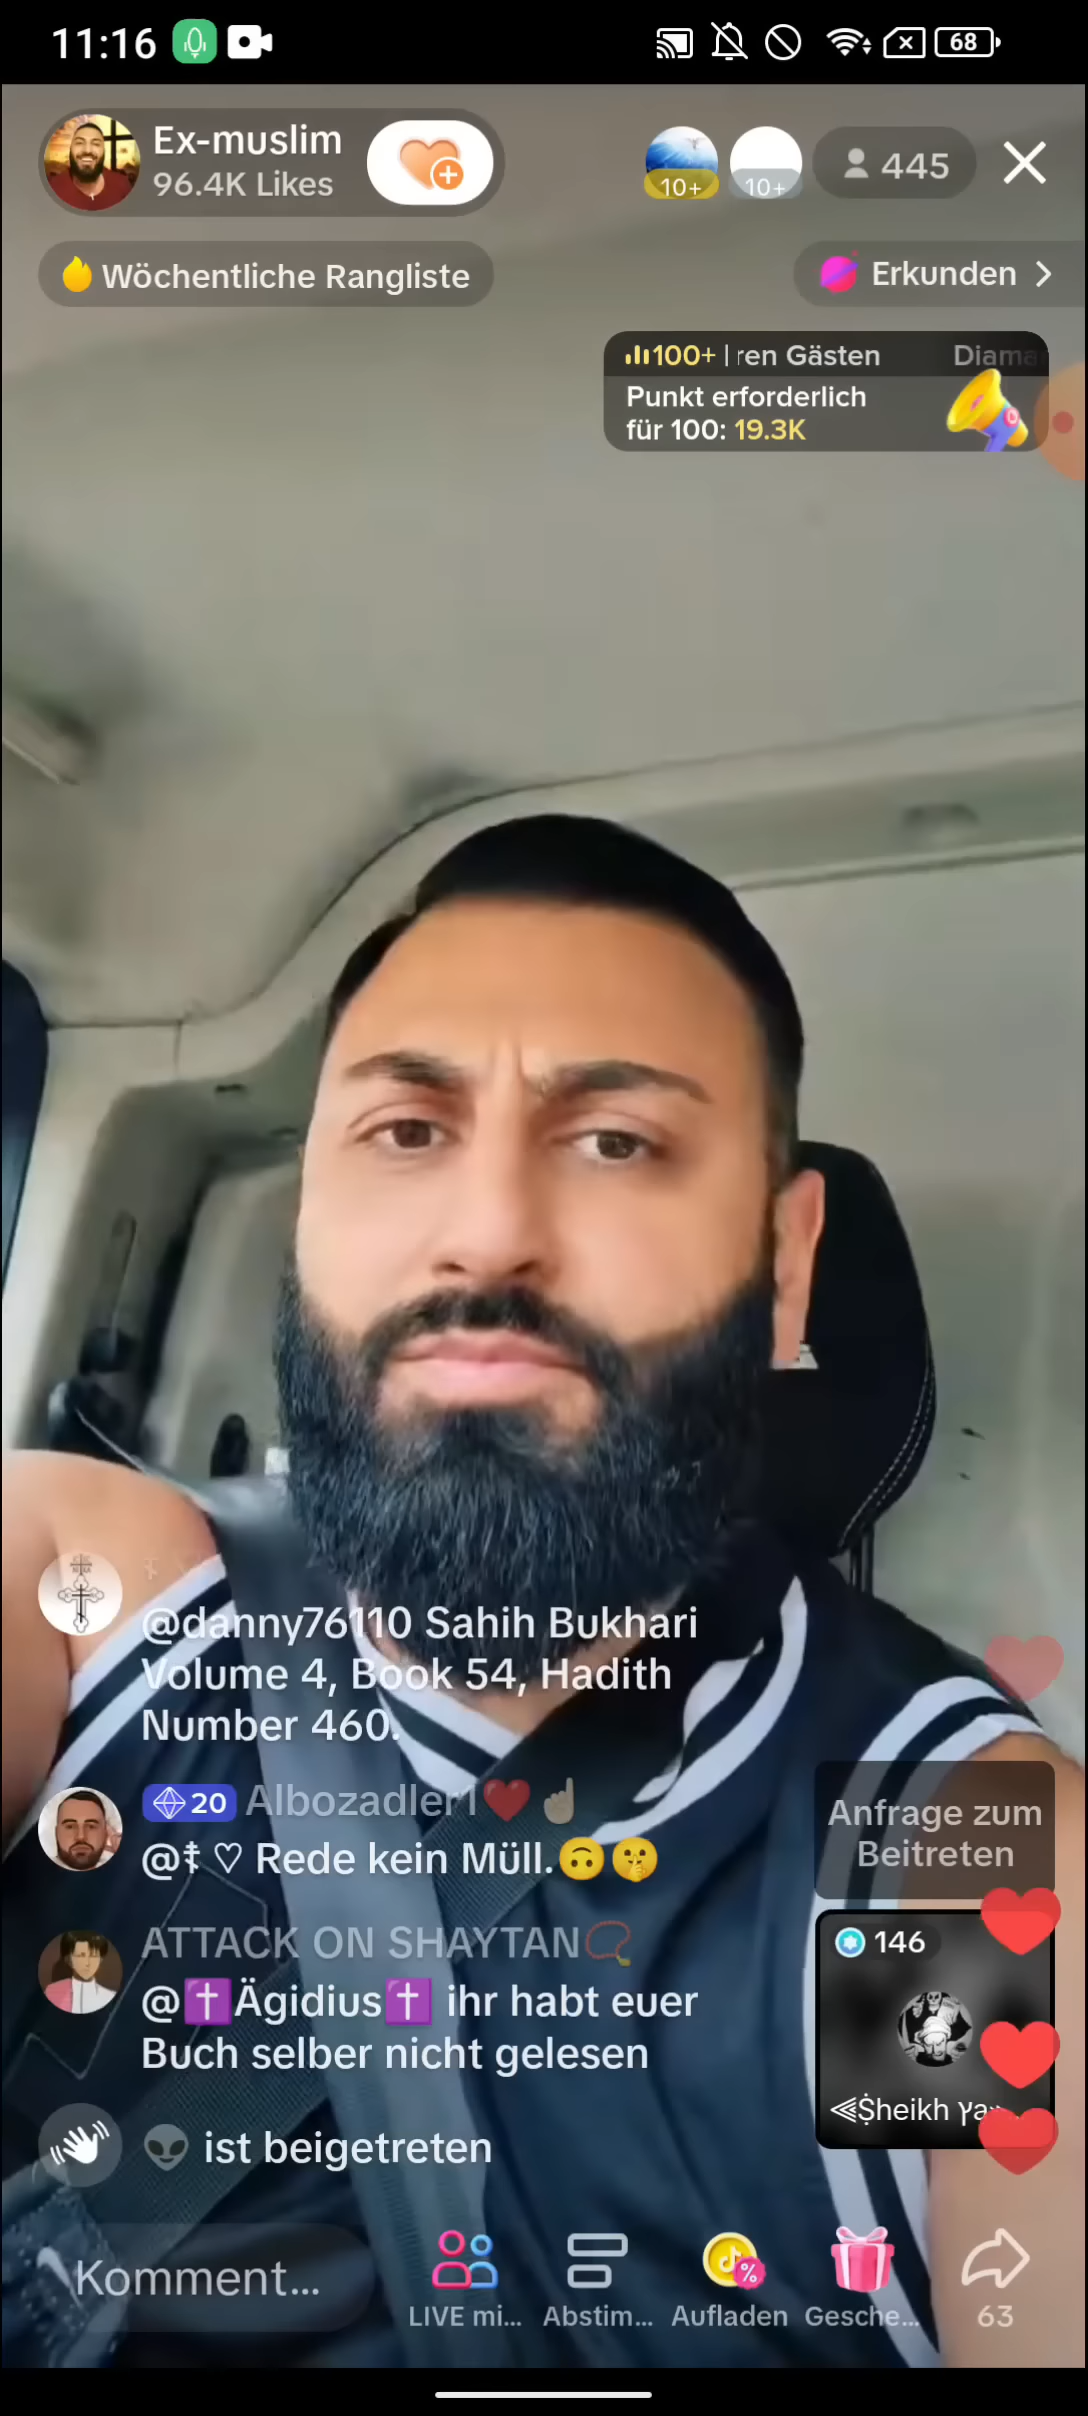 11:16
68
Ex-muslim
96.4K Likes
10+
10+
445
Wöchentliche Rangliste
Erkunden
100+ | ren Gästen
Punkt erforderlich
für 100: 19.3K
@danny76110 Sahih Bukhari
Volume 4, Book 54, Hadith
Number 460.
20 Albozadler1❤️☝🏼
@☨ ♡ Rede kein Müll.🙃🤫
ATTACK ON SHAYTAN📿
@✝️Ägidius✝️ ihr habt euer
Buch selber nicht gelesen
👽 ist beigetreten
Anfrage zum
Beitreten
146
Komment...
LIVE mi...
Abstim...
Aufladen
Gesche...
63